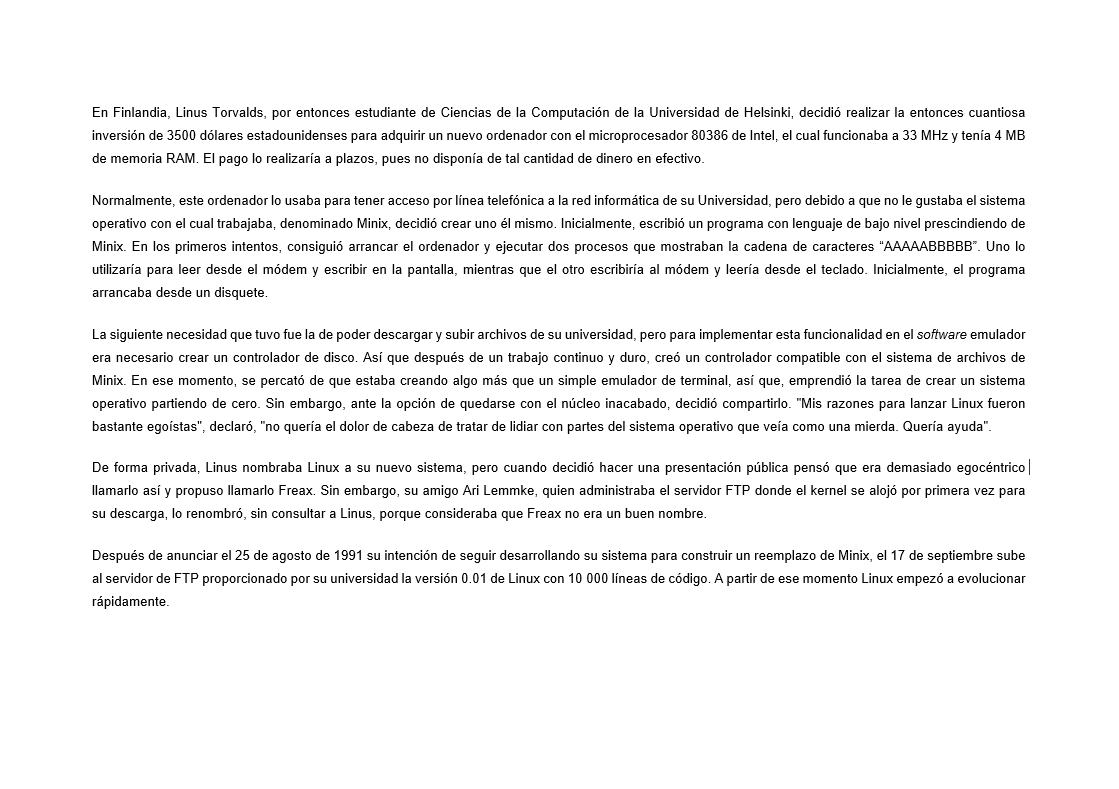 En Finlandia, Linus Torvalds, por entonces estudiante de Ciencias de la Computación de la Universidad de Helsinki, decidió realizar la entonces cuantiosa
inversión de 3500 dólares estadounidenses para adquirir un nuevo ordenador con el microprocesador 80386 de Intel, el cual funcionaba a 33 MHz y tenía 4 MB
de memoria RAM. El pago lo realizaría a plazos, pues no disponía de tal cantidad de dinero en efectivo.
Normalmente, este ordenador lo usaba para tener acceso por línea telefónica a la red informática de su Universidad, pero debido a que no le gustaba el sistema
operativo con el cual trabajaba, denominado Minix, decidió crear uno él mismo. Inicialmente, escribió un programa con lenguaje de bajo nivel prescindiendo de
Minix. En los primeros intentos, consiguió arrancar el ordenador y ejecutar dos procesos que mostraban la cadena de caracteres “AAAAABBBBB”. Uno lo
utilizaría para leer desde el módem y escribir en la pantalla, mientras que el otro escribiría al módem y leería desde el teclado. Inicialmente, el programa
arrancaba desde un disquete.
La siguiente necesidad que tuvo fue la de poder descargar y subir archivos de su universidad, pero para implementar esta funcionalidad en el software emulador
era necesario crear un controlador de disco. Así que después de un trabajo continuo y duro, creó un controlador compatible con el sistema de archivos de
Minix. En ese momento, se percató de que estaba creando algo más que un simple emulador de terminal, así que, emprendió la tarea de crear un sistema
operativo partiendo de cero. Sin embargo, ante la opción de quedarse con el núcleo inacabado, decidió compartirlo. "Mis razones para lanzar Linux fueron
bastante egoístas", declaró, "no quería el dolor de cabeza de tratar de lidiar con partes del sistema operativo que veía como una mierda. Quería ayuda".
De forma privada, Linus nombraba Linux a su nuevo sistema, pero cuando decidió hacer una presentación pública pensó que era demasiado egocéntrico
llamarlo así y propuso llamarlo Freax. Sin embargo, su amigo Ari Lemmke, quien administraba el servidor FTP donde el kernel se alojó por primera vez para
su descarga, lo renombró, sin consultar a Linus, porque consideraba que Freax no era un buen nombre.
Después de anunciar el 25 de agosto de 1991 su intención de seguir desarrollando su sistema para construir un reemplazo de Minix, el 17 de septiembre sube
al servidor de FTP proporcionado por su universidad la versión 0.01 de Linux con 10 000 líneas de código. A partir de ese momento Linux empezó a evolucionar
rápidamente.